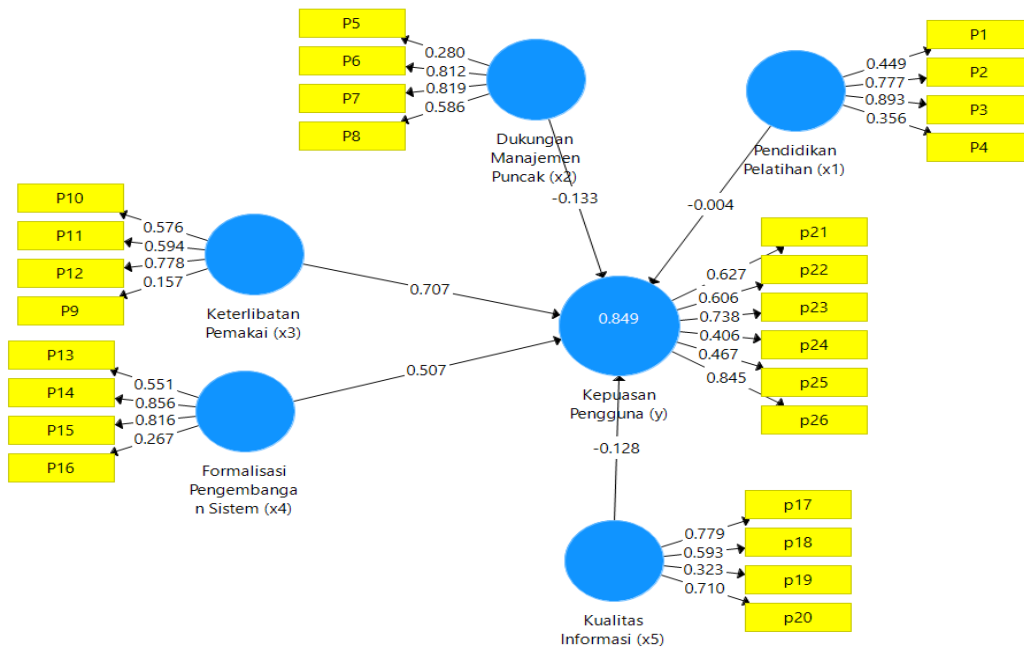 P5
P6
P7
P8
0.280
0.812
0.819
0.586
Dukungan
Manajemen
Puncak (x2)
-0.133
P1
P2
P3
P4
0.449
0.777
0.893
0.356
Pendidikan
Pelatihan (x1)
-0.004
P10
P11
P12
P9
0.576
0.594
0.778
0.157
Keterlibatan
Pemakai (x3)
0.707
P13
P14
P15
P16
0.551
0.856
0.816
0.267
Formalisasi
Pengembanga
n Sistem (x4)
0.507
0.849
Kepuasan
Pengguna (y)
p21
p22
p23
p24
p25
p26
0.627
0.606
0.738
0.406
0.467
0.845
-0.128
p17
p18
p19
p20
0.779
0.593
0.323
0.710
Kualitas
Informasi (x5)